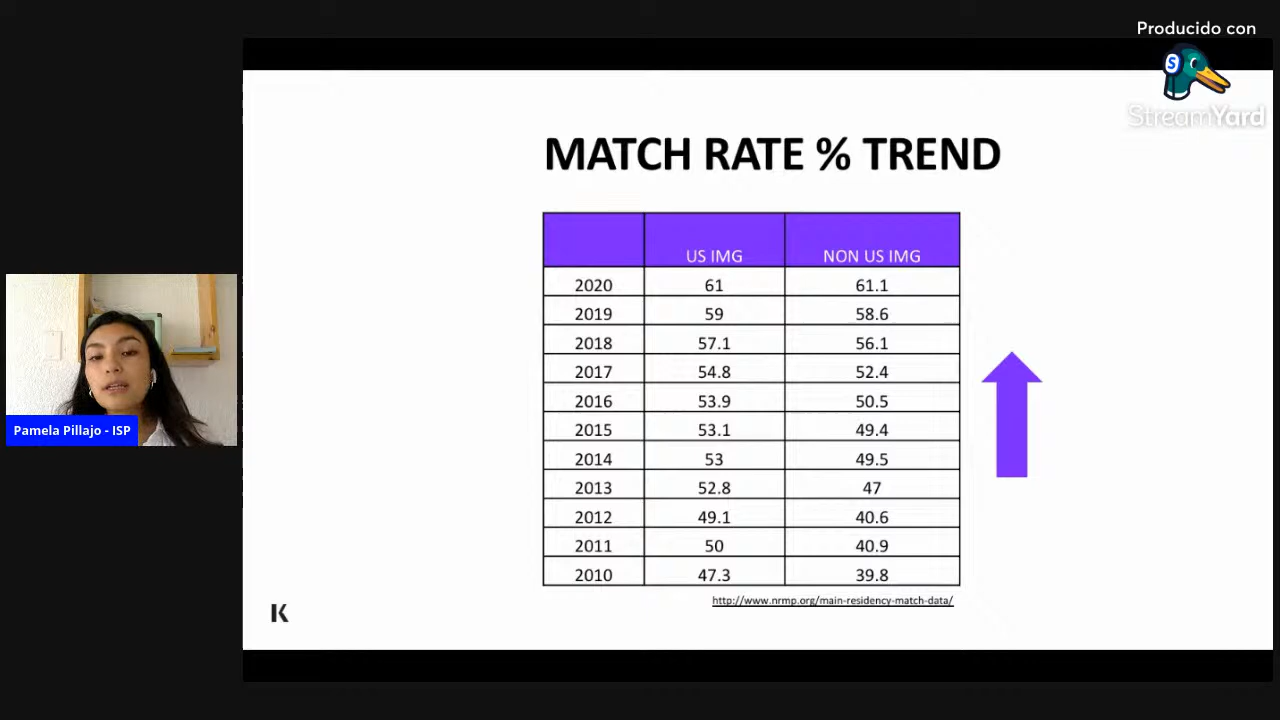 Producido con
StreamYard
MATCH RATE % TREND
US IMG NON US IMG
2020 61 61.1
2019 59 58.6
2018 57.1 56.1
2017 54.8 52.4
2016 53.9 50.5
2015 53.1 49.4
2014 53 49.5
2013 52.8 47
2012 49.1 40.6
2011 50 40.9
2010 47.3 39.8
http://www.nrmp.org/main-residency-match-data/
Pamela Pillajo - ISP
K